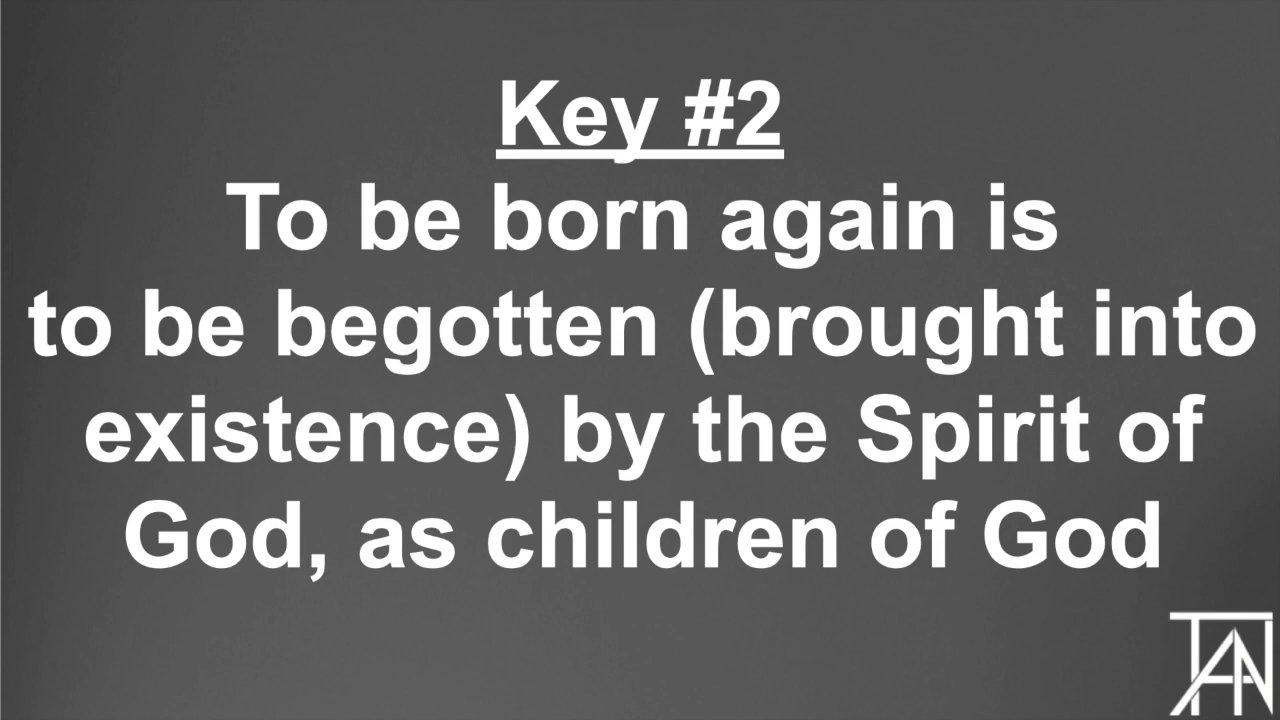 Key #2
To be born again is
to be begotten (brought into
existence) by the Spirit of
God, as children of God
TAN